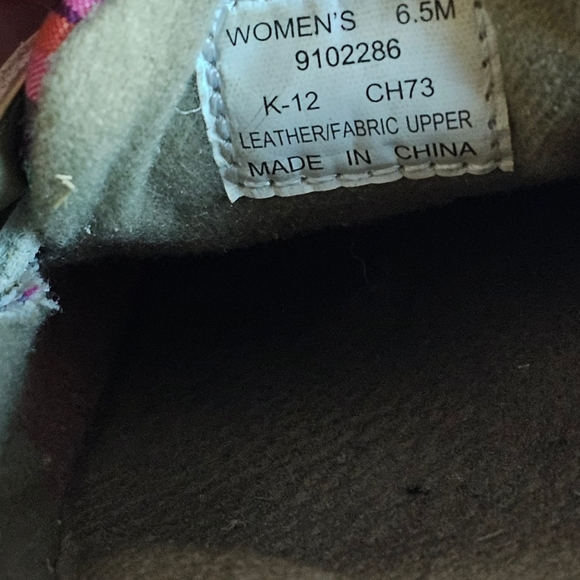 WOMEN'S 6.5M
9102286
K-12 CH73
LEATHER/FABRIC UPPER
MADE IN CHINA